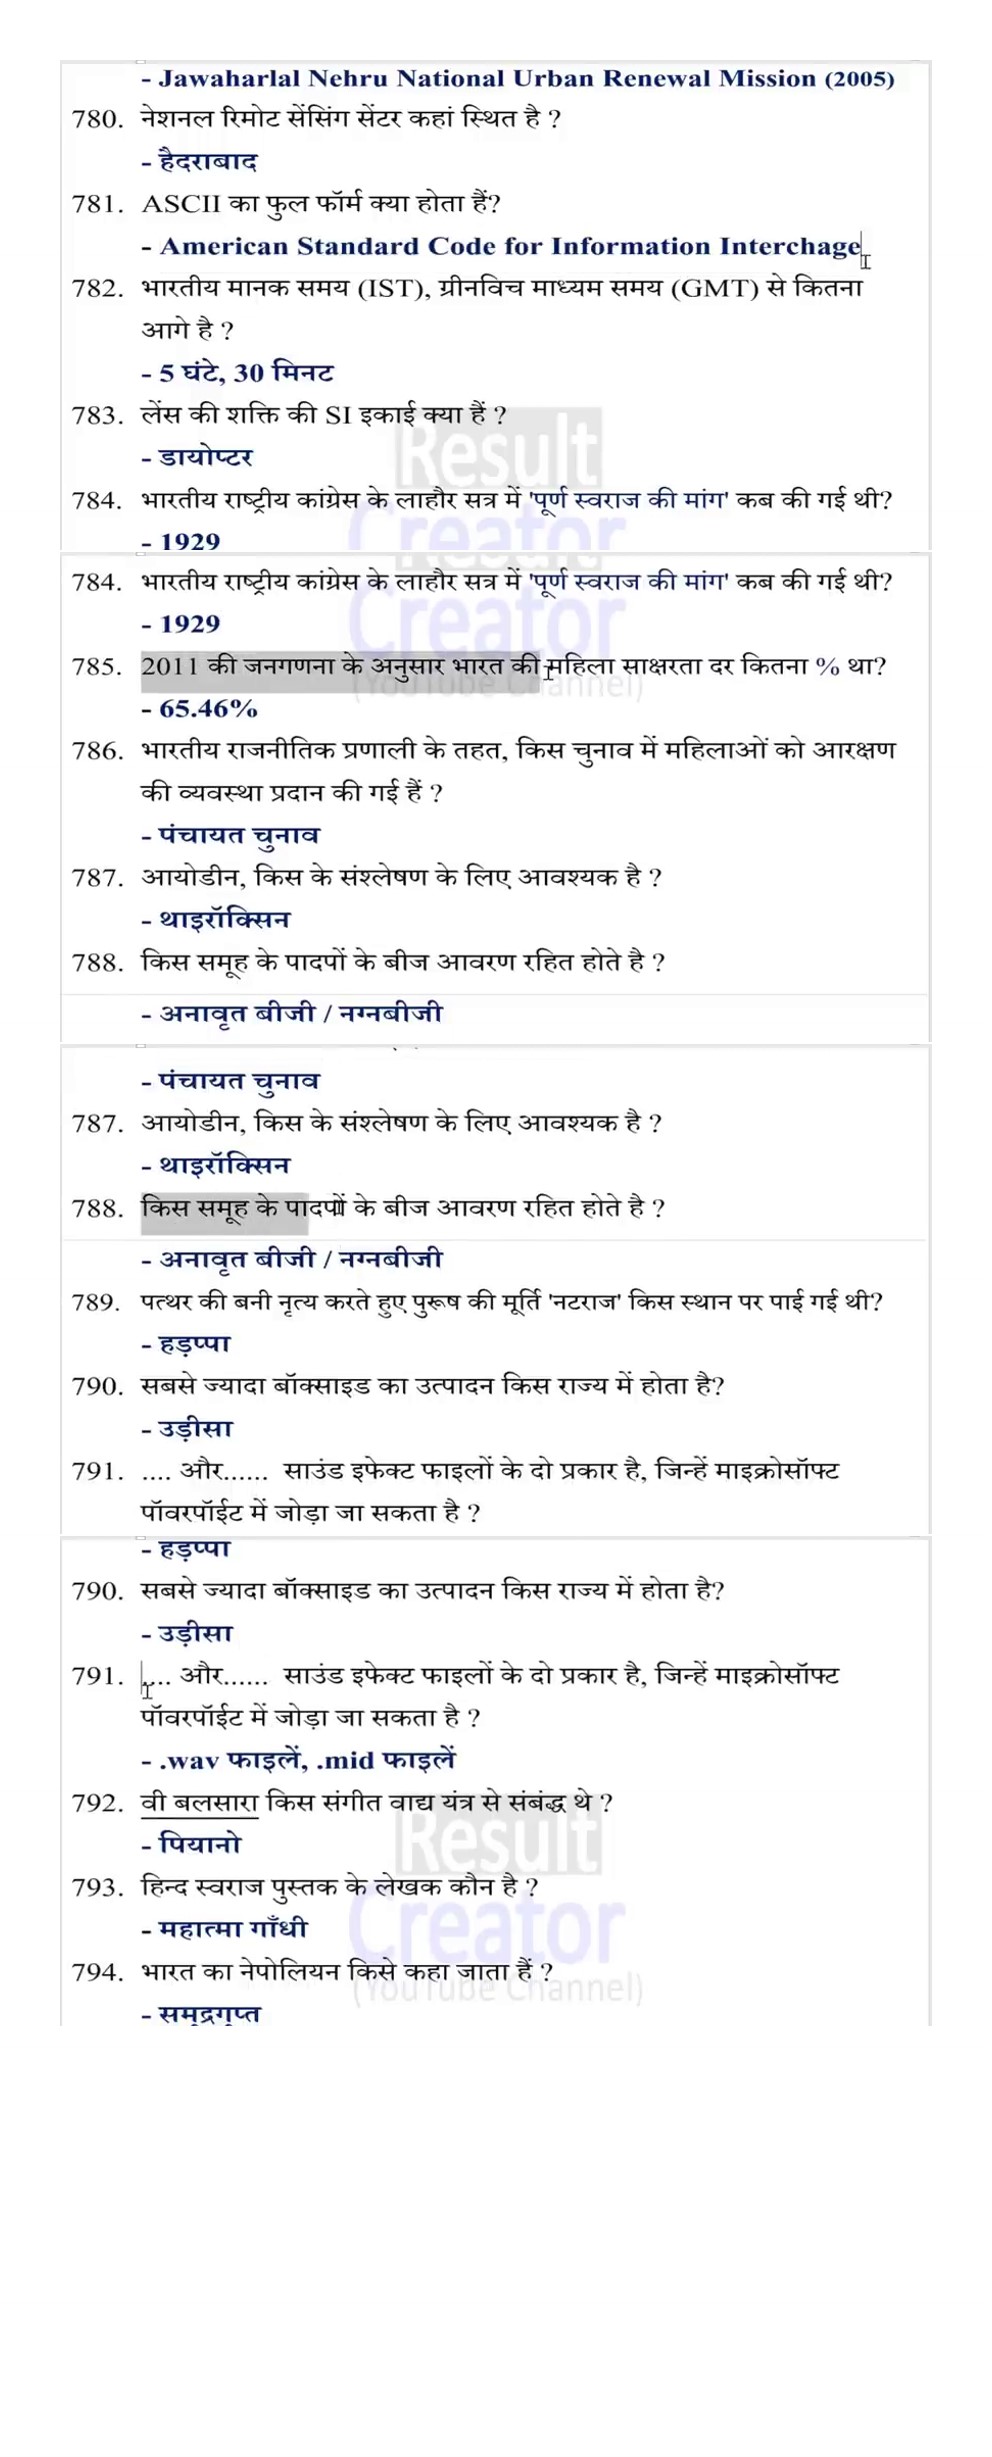 - Jawaharlal Nehru National Urban Renewal Mission (2005)
780. नेशनल रिमोट सेंसिंग सेंटर कहां स्थित है ?
- हैदराबाद
781. ASCII का फुल फॉर्म क्या होता हैं?
- American Standard Code for Information Interchage
782. भारतीय मानक समय (IST), ग्रीनविच माध्यम समय (GMT) से कितना
आगे है ?
- 5 घंटे, 30 मिनट
783. लेंस की शक्ति की SI इकाई क्या हैं ?
- डायोप्टर
784. भारतीय राष्ट्रीय कांग्रेस के लाहौर सत्र में 'पूर्ण स्वराज की मांग' कब की गई थी?
- 1929
Result
Creator
784. भारतीय राष्ट्रीय कांग्रेस के लाहौर सत्र में 'पूर्ण स्वराज की मांग' कब की गई थी?
- 1929
785. 2011 की जनगणना के अनुसार भारत की महिला साक्षरता दर कितना % था?
- 65.46%
Result
Creator
(YouTube Channel)
786. भारतीय राजनीतिक प्रणाली के तहत, किस चुनाव में महिलाओं को आरक्षण
की व्यवस्था प्रदान की गई हैं ?
- पंचायत चुनाव
787. आयोडीन, किस के संश्लेषण के लिए आवश्यक है ?
- थाइरॉक्सिन
788. किस समूह के पादपों के बीज आवरण रहित होते है ?
- अनावृत बीजी / नग्नबीजी
- पंचायत चुनाव
787. आयोडीन, किस के संश्लेषण के लिए आवश्यक है ?
- थाइरॉक्सिन
788. किस समूह के पादपों के बीज आवरण रहित होते है ?
- अनावृत बीजी / नग्नबीजी
789. पत्थर की बनी नृत्य करते हुए पुरूष की मूर्ति 'नटराज' किस स्थान पर पाई गई थी?
- हड़प्पा
790. सबसे ज्यादा बॉक्साइड का उत्पादन किस राज्य में होता है?
- उड़ीसा
791. .... और...... साउंड इफेक्ट फाइलों के दो प्रकार है, जिन्हें माइक्रोसॉफ्ट
पॉवरपॉईट में जोड़ा जा सकता है ?
- हड़प्पा
790. सबसे ज्यादा बॉक्साइड का उत्पादन किस राज्य में होता है?
- उड़ीसा
791. .... और...... साउंड इफेक्ट फाइलों के दो प्रकार है, जिन्हें माइक्रोसॉफ्ट
पॉवरपॉईट में जोड़ा जा सकता है ?
- .wav फाइलें, .mid फाइलें
792. वी बलसारा किस संगीत वाद्य यंत्र से संबंद्ध थे ?
- पियानो
793. हिन्द स्वराज पुस्तक के लेखक कौन है ?
- महात्मा गाँधी
794. भारत का नेपोलियन किसे कहा जाता हैं ?
- समुद्रगुप्त
Result
Creator
(YouTube Channel)